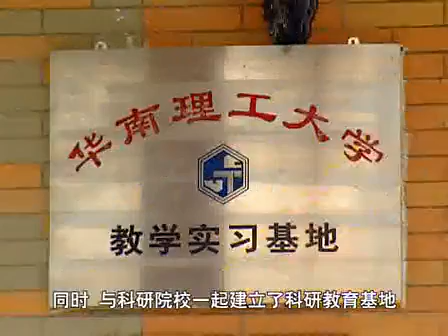 华南理工大学
教学实习基地
同时 与科研院校一起建立了科研教育基地